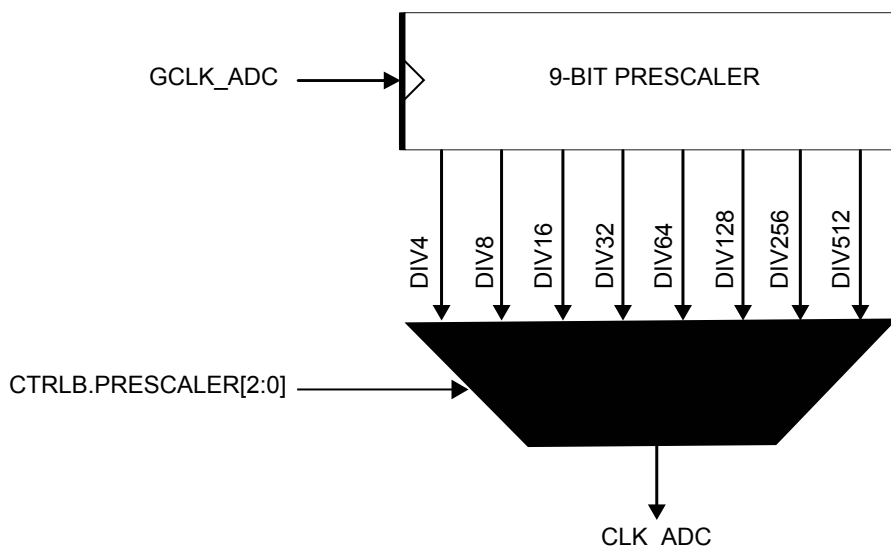 GCLK_ADC
9-BIT PRESCALER
DIV4
DIV8
DIV16
DIV32
DIV64
DIV128
DIV256
DIV512
CTRLB.PRESCALER[2:0]
CLK_ADC